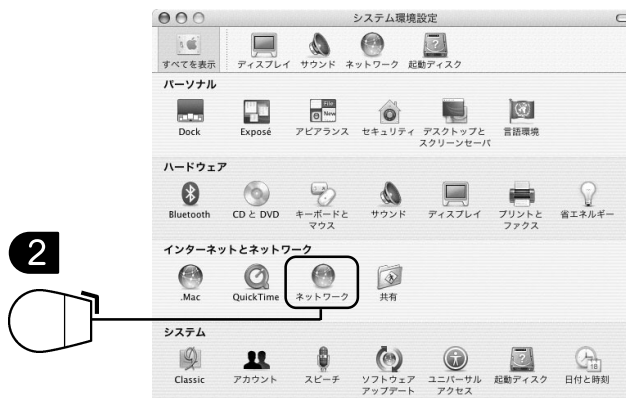 システム環境設定
すべてを表示 ディスプレイ サウンド ネットワーク 起動ディスク
パーソナル
File
New
Dock Exposé アピアランス セキュリティ デスクトップと スクリーンセーバ 言語環境
ハードウェア
Bluetooth CD と DVD キーボードと マウス サウンド ディスプレイ プリントと ファクス 省エネルギー
2
インターネットとネットワーク
.Mac QuickTime ネットワーク 共有
システム
18
Classic アカウント スピーチ ソフトウェア アップデート ユニバーサル アクセス 起動ディスク 日付と時刻